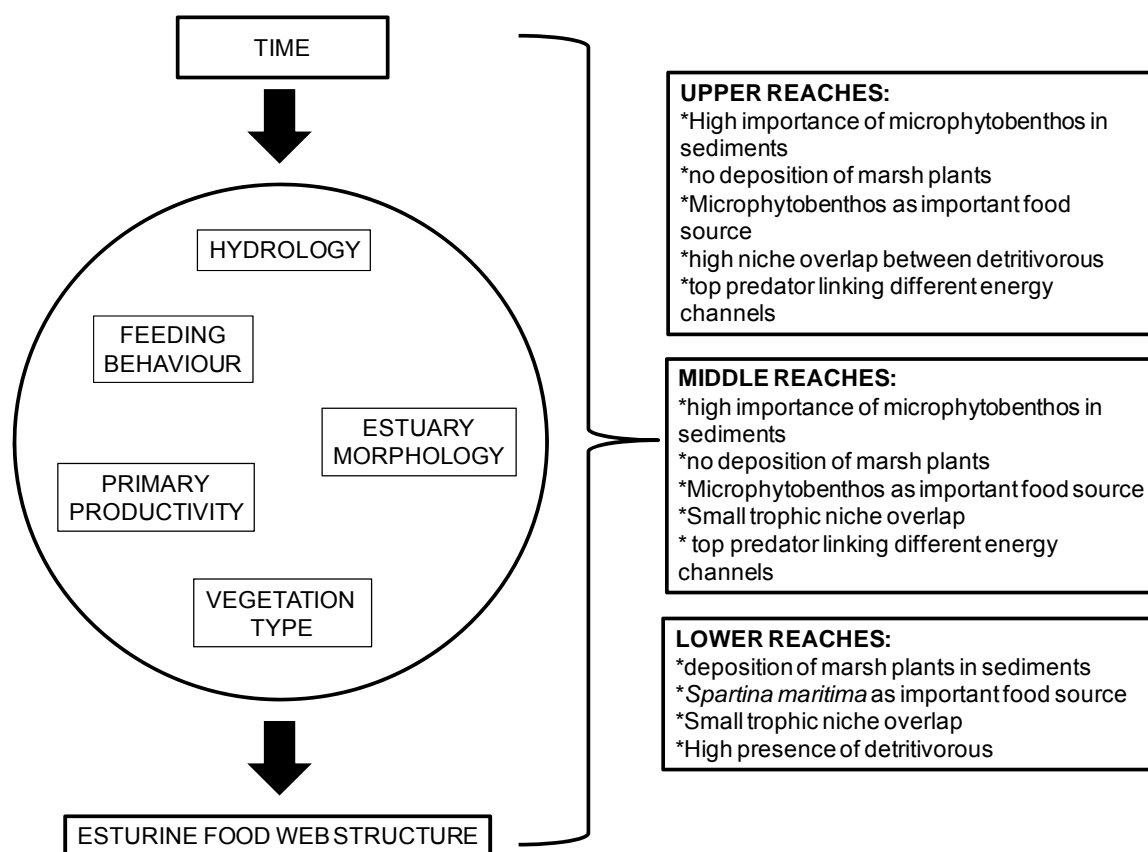 TIME
HYDROLOGY
FEEDING
BEHAVIOUR
ESTUARY
MORPHOLOGY
PRIMARY
PRODUCTIVITY
VEGETATION
TYPE
ESTURINE FOOD WEB STRUCTURE
UPPER REACHES:
*High importance of microphytobenthos in
sediments
*no deposition of marsh plants
*Microphytobenthos as important food
source
*high niche overlap between detritivorous
*top predator linking different energy
channels
MIDDLE REACHES:
*high importance of microphytobenthos in
sediments
*no deposition of marsh plants
*Microphytobenthos as important food source
*Small trophic niche overlap
* top predator linking different energy
channels
LOWER REACHES:
*deposition of marsh plants in sediments
*Spartina maritima as important food source
*Small trophic niche overlap
*High presence of detritivorous